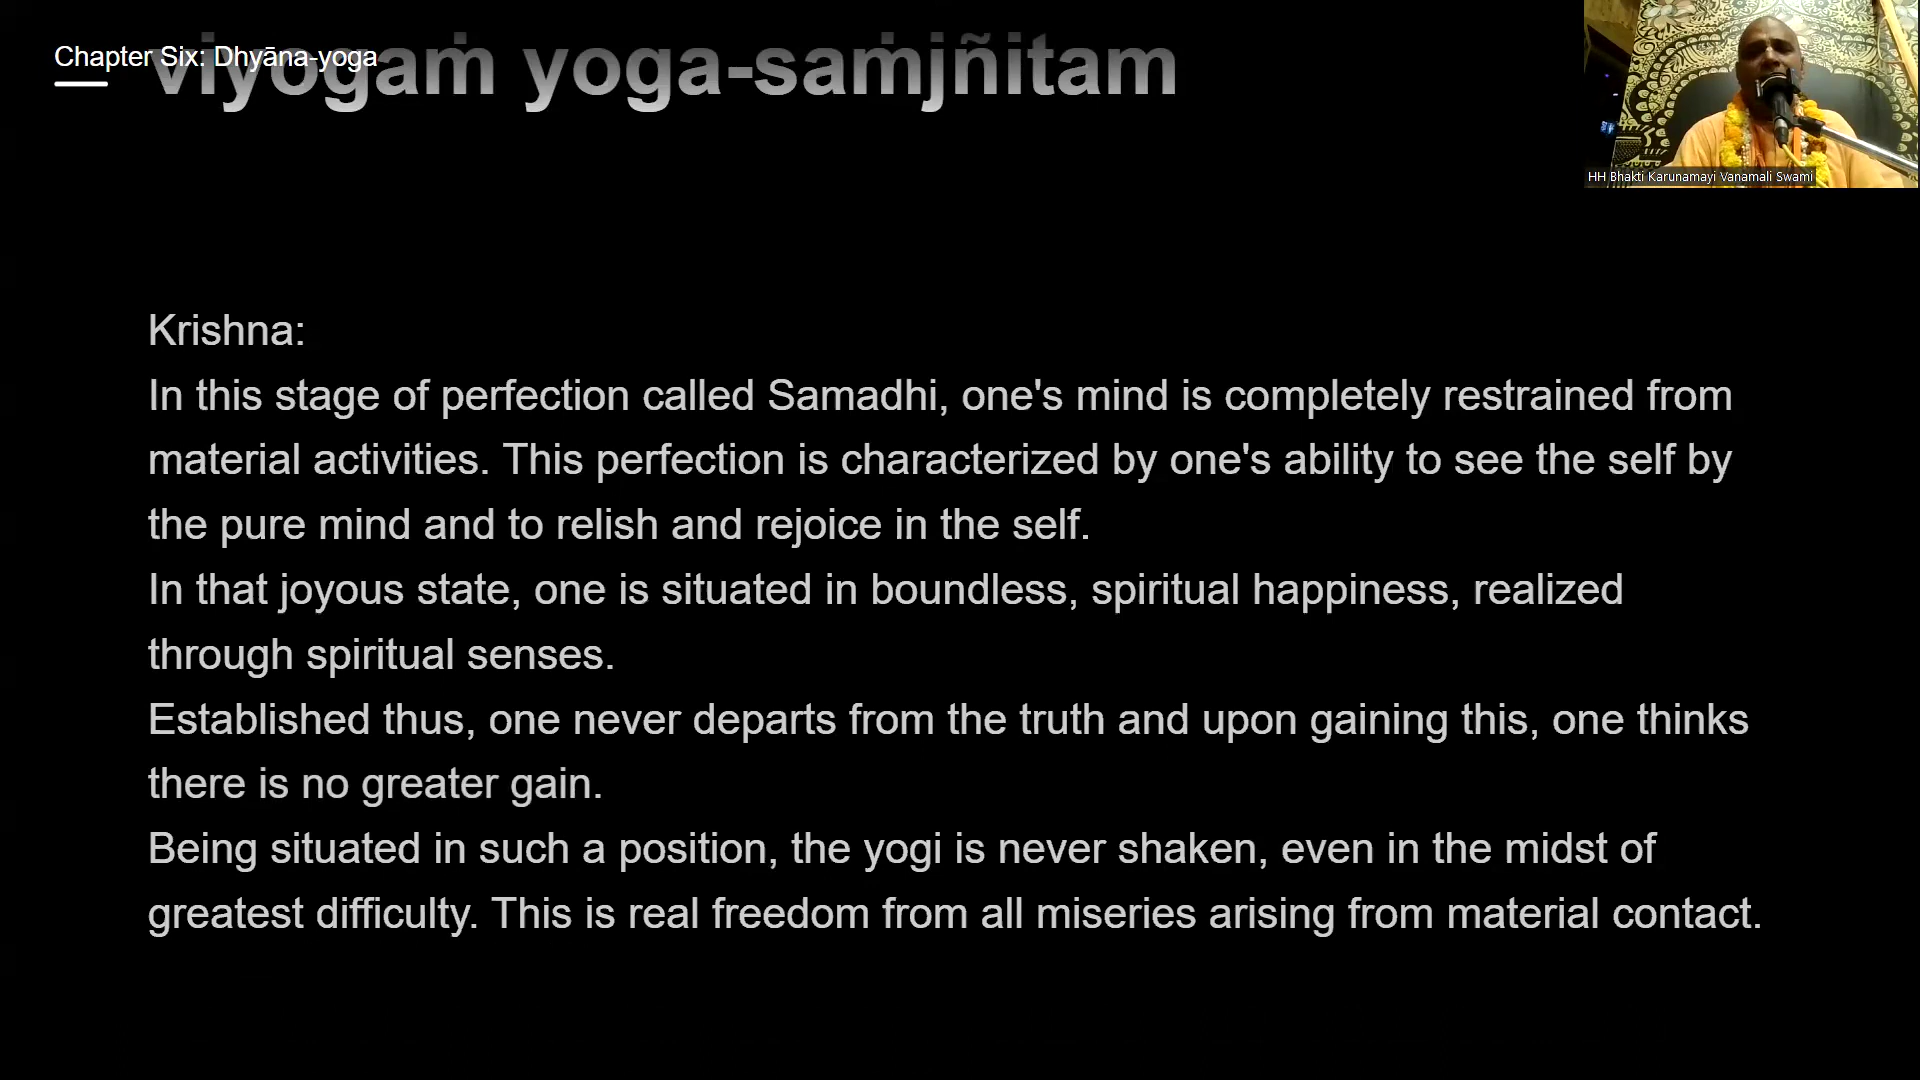 Chapter Six: Dhyāna-yoga
viyogaṁ yoga-saṁjñitam
HH Bhakti Karunamayi Vanamali Swami
Krishna:
In this stage of perfection called Samadhi, one's mind is completely restrained from
material activities. This perfection is characterized by one's ability to see the self by
the pure mind and to relish and rejoice in the self.
In that joyous state, one is situated in boundless, spiritual happiness, realized
through spiritual senses.
Established thus, one never departs from the truth and upon gaining this, one thinks
there is no greater gain.
Being situated in such a position, the yogi is never shaken, even in the midst of
greatest difficulty. This is real freedom from all miseries arising from material contact.